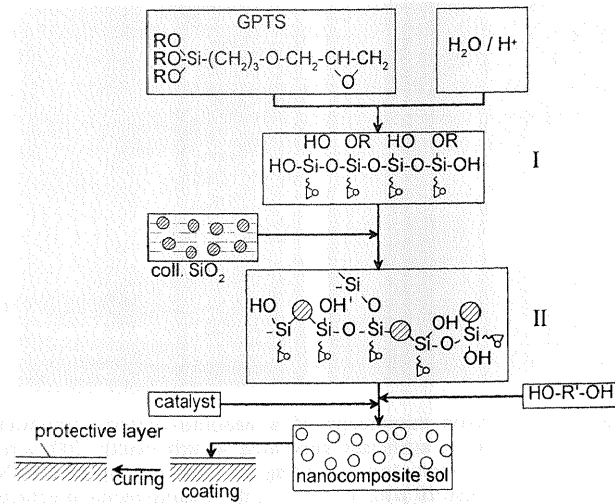 GPTS
RO
RO-Si-(CH2)3-O-CH2-CH-CH2
RO
O
H2O / H+
HO OR HO OR
HO-Si-O-Si-O-Si-O-Si-OH
I
coll. SiO2
-Si-
HO OH O
Si Si-O-Si Si-O-Si
OH
OH
II
catalyst
HO-R'-OH
protective layer
curing
coating
nanocomposite sol